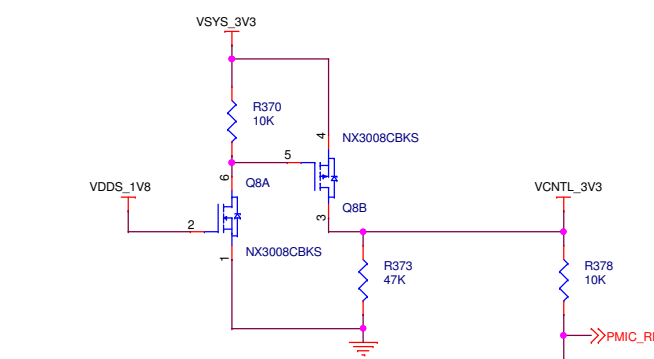 VSYS_3V3
R370
10K
4
NX3008CBKS
5
6
Q8A
VDDS_1V8
VCNTL_3V3
3
Q8B
2
1
NX3008CBKS
R373
47K
R378
10K